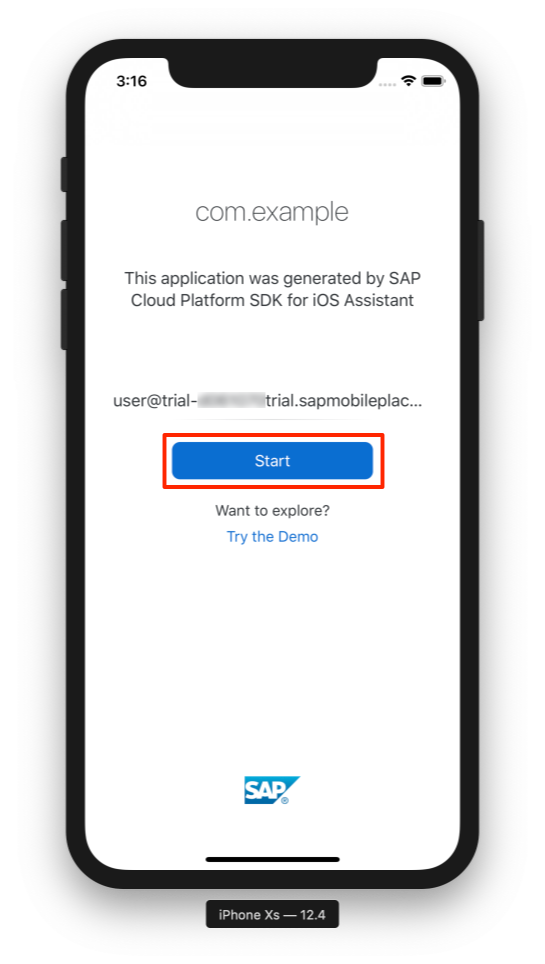 3:16
com.example
This application was generated by SAP
Cloud Platform SDK for iOS Assistant
user@trial-trial.sapmobileplac...
Start
Want to explore?
Try the Demo
SAP®
iPhone Xs — 12.4